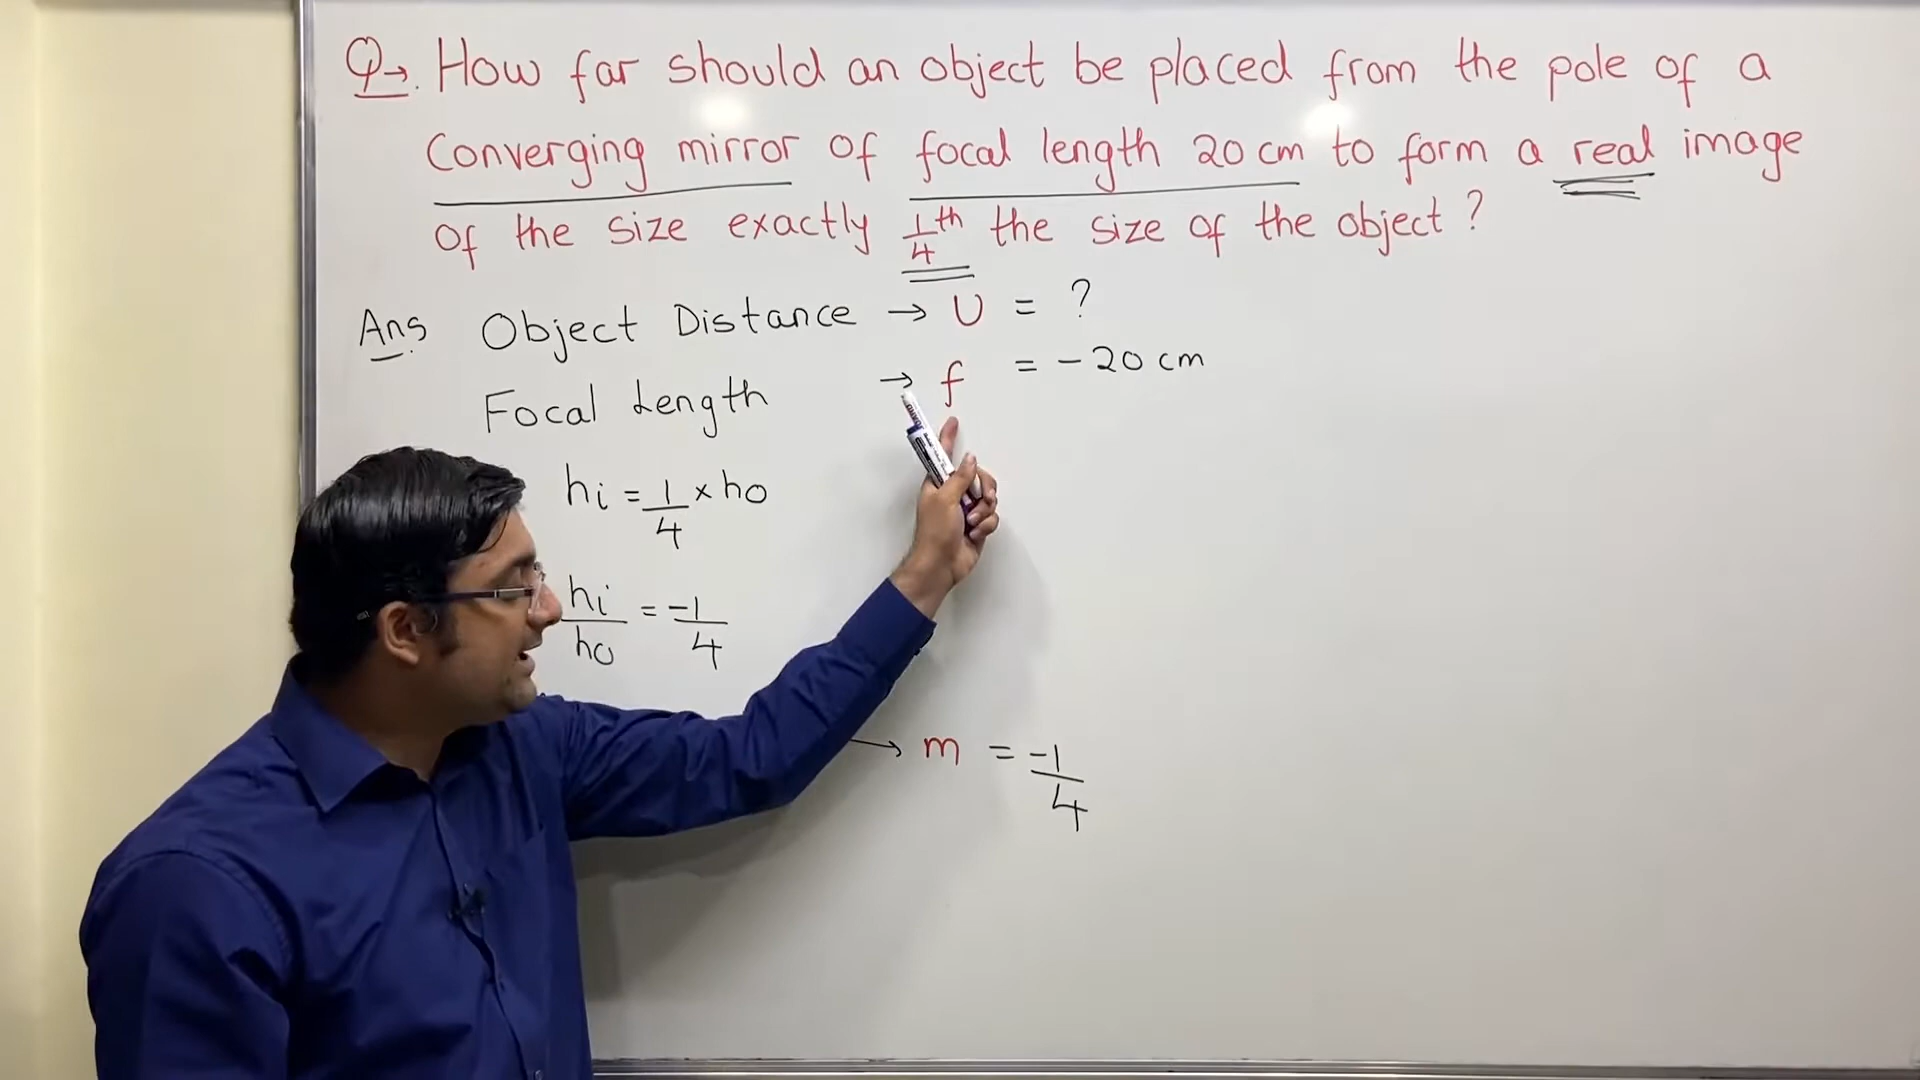 Q→. How far should an object be placed from the pole of a
Converging mirror of focal length 20 cm to form a real image
of the size exactly 1/4 th the size of the object ?
Ans Object Distance → U = ?
Focal Length → f = - 20 cm
hi = 1/4 × ho
hi/ho = -1/4
→ m = -1/4